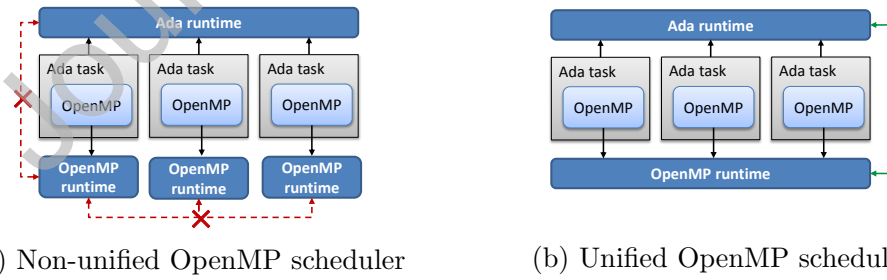 Ada runtime
Ada task Ada task Ada task
OpenMP OpenMP OpenMP
OpenMP runtime OpenMP runtime OpenMP runtime
) Non-unified OpenMP scheduler
Ada runtime
Ada task Ada task Ada task
OpenMP OpenMP OpenMP
OpenMP runtime
(b) Unified OpenMP schedul